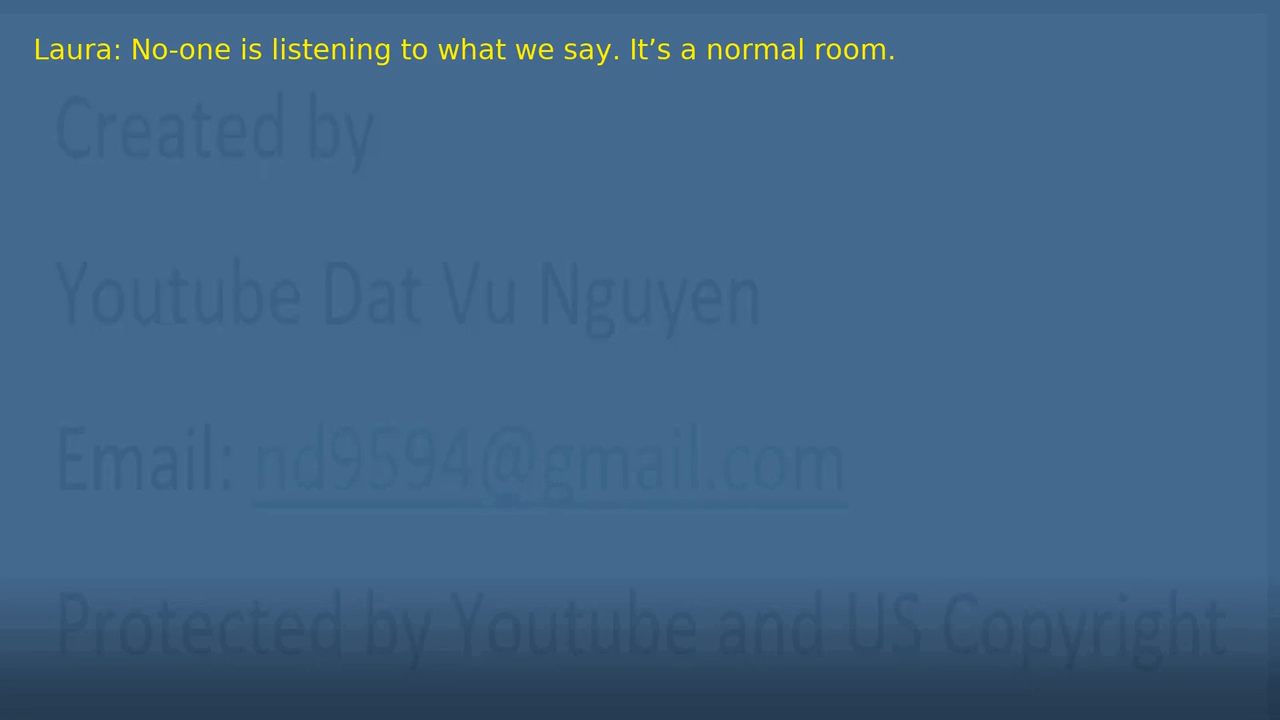 Laura: No-one is listening to what we say. It’s a normal room.
Created by
Youtube Dat Vu Nguyen
Email: nd9594@gmail.com
Protected by Youtube and US Copyright